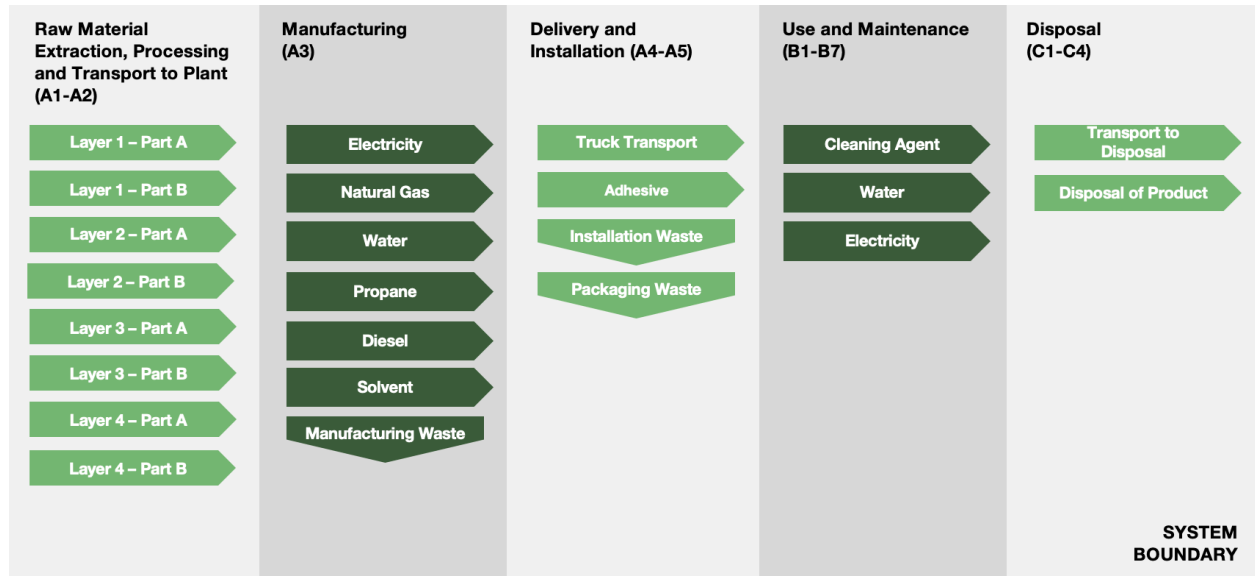 Raw Material
Extraction, Processing
and Transport to Plant
(A1-A2)
Layer 1 – Part A
Layer 1 – Part B
Layer 2 – Part A
Layer 2 – Part B
Layer 3 – Part A
Layer 3 – Part B
Layer 4 – Part A
Layer 4 – Part B
Manufacturing
(A3)
Electricity
Natural Gas
Water
Propane
Diesel
Solvent
Manufacturing Waste
Delivery and
Installation (A4-A5)
Truck Transport
Adhesive
Installation Waste
Packaging Waste
Use and Maintenance
(B1-B7)
Cleaning Agent
Water
Electricity
Disposal
(C1-C4)
Transport to
Disposal
Disposal of Product
SYSTEM
BOUNDARY